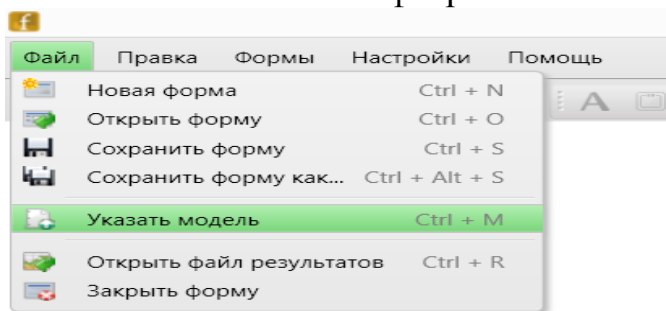 Файл Правка Формы Настройки Помощь
Новая форма Ctrl + N
Открыть форму Ctrl + O
Сохранить форму Ctrl + S
Сохранить форму как... Ctrl + Alt + S
Указать модель Ctrl + M
Открыть файл результатов Ctrl + R
Закрыть форму